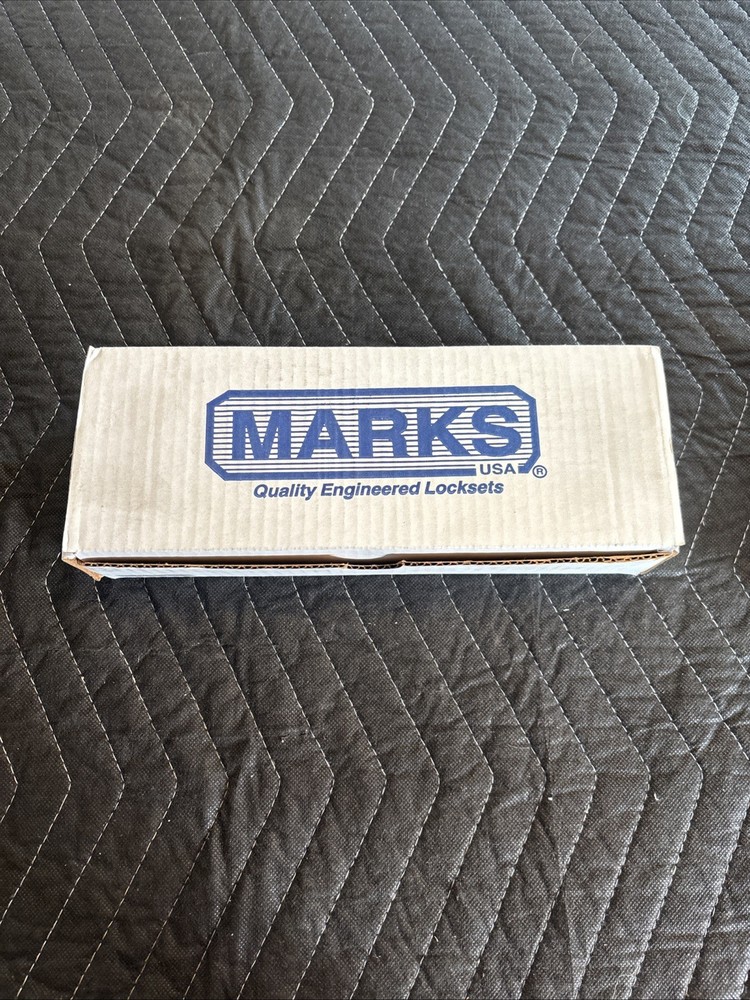 MARKS
USA ®
Quality Engineered Locksets